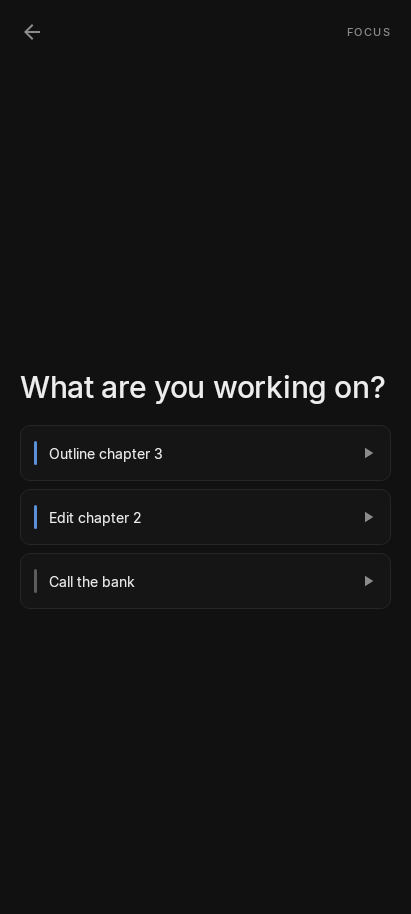 FOCUS
What are you working on?
Outline chapter 3
Edit chapter 2
Call the bank